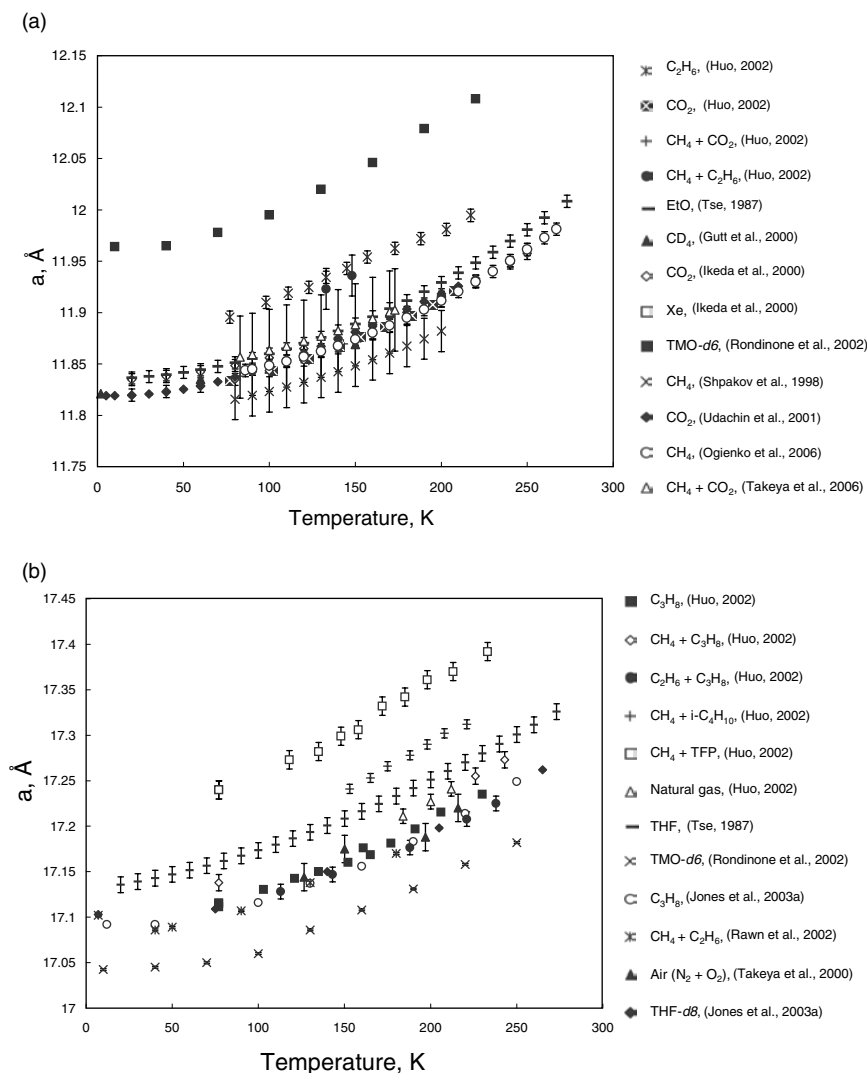 (a)
12.15
12.1
12.05
12
11.95
11.9
11.85
11.8
11.75
a, Å
0 50 100 150 200 250 300
Temperature, K
C2H6, (Huo, 2002)
CO2, (Huo, 2002)
CH4 + CO2, (Huo, 2002)
CH4 + C2H6, (Huo, 2002)
EtO, (Tse, 1987)
CD4, (Gutt et al., 2000)
CO2, (Ikeda et al., 2000)
Xe, (Ikeda et al., 2000)
TMO-d6, (Rondinone et al., 2002)
CH4, (Shpakov et al., 1998)
CO2, (Udachin et al., 2001)
CH4, (Ogienko et al., 2006)
CH4 + CO2, (Takeya et al., 2006)
(b)
17.45
17.4
17.35
17.3
17.25
17.2
17.15
17.1
17.05
17
a, Å
0 50 100 150 200 250 300
Temperature, K
C3H8, (Huo, 2002)
CH4 + C3H8, (Huo, 2002)
C2H6 + C3H8, (Huo, 2002)
CH4 + i-C4H10, (Huo, 2002)
CH4 + TFP, (Huo, 2002)
Natural gas, (Huo, 2002)
THF, (Tse, 1987)
TMO-d6, (Rondinone et al., 2002)
C3H8, (Jones et al., 2003a)
CH4 + C2H6, (Rawn et al., 2002)
Air (N2 + O2), (Takeya et al., 2000)
THF-d8, (Jones et al., 2003a)